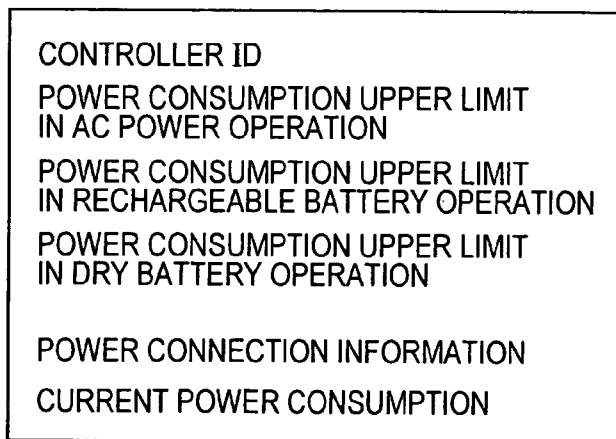 CONTROLLER ID
POWER CONSUMPTION UPPER LIMIT
IN AC POWER OPERATION
POWER CONSUMPTION UPPER LIMIT
IN RECHARGEABLE BATTERY OPERATION
POWER CONSUMPTION UPPER LIMIT
IN DRY BATTERY OPERATION
POWER CONNECTION INFORMATION
CURRENT POWER CONSUMPTION